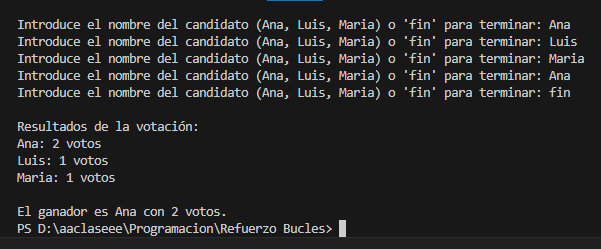 Introduce el nombre del candidato (Ana, Luis, Maria) o 'fin' para terminar: Ana
Introduce el nombre del candidato (Ana, Luis, Maria) o 'fin' para terminar: Luis
Introduce el nombre del candidato (Ana, Luis, Maria) o 'fin' para terminar: Maria
Introduce el nombre del candidato (Ana, Luis, Maria) o 'fin' para terminar: Ana
Introduce el nombre del candidato (Ana, Luis, Maria) o 'fin' para terminar: fin
Resultados de la votación:
Ana: 2 votos
Luis: 1 votos
Maria: 1 votos
El ganador es Ana con 2 votos.
PS D:\aaclaseee\Programacion\Refuerzo Bucles>